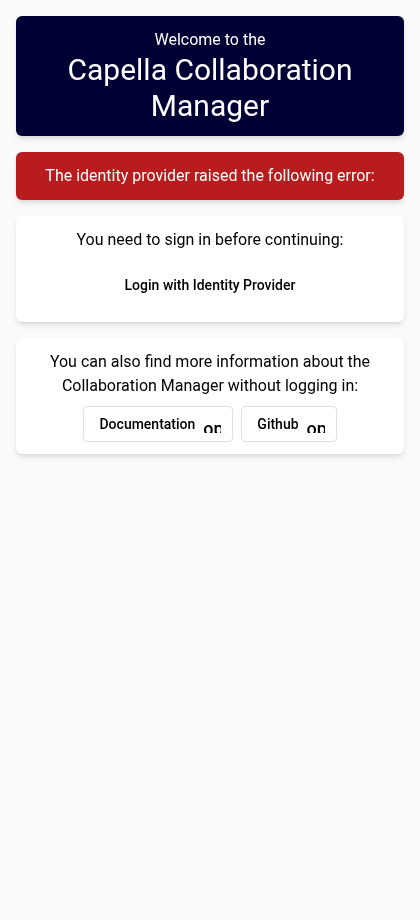 Welcome to the
Capella Collaboration
Manager
The identity provider raised the following error:
You need to sign in before continuing:
Login with Identity Provider
You can also find more information about the
Collaboration Manager without logging in:
Documentation
Github